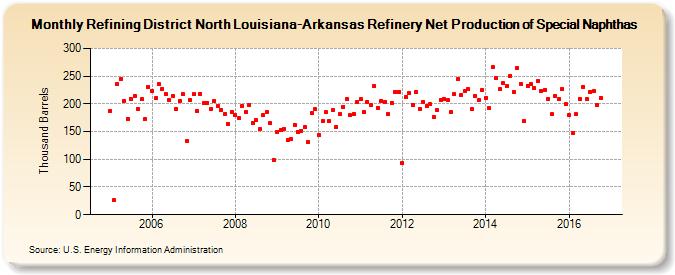 Monthly Refining District North Louisiana-Arkansas Refinery Net Production of Special Naphthas
Thousand Barrels
300
250
200
150
100
50
0
2006 2008 2010 2012 2014 2016
Source: U.S. Energy Information Administration